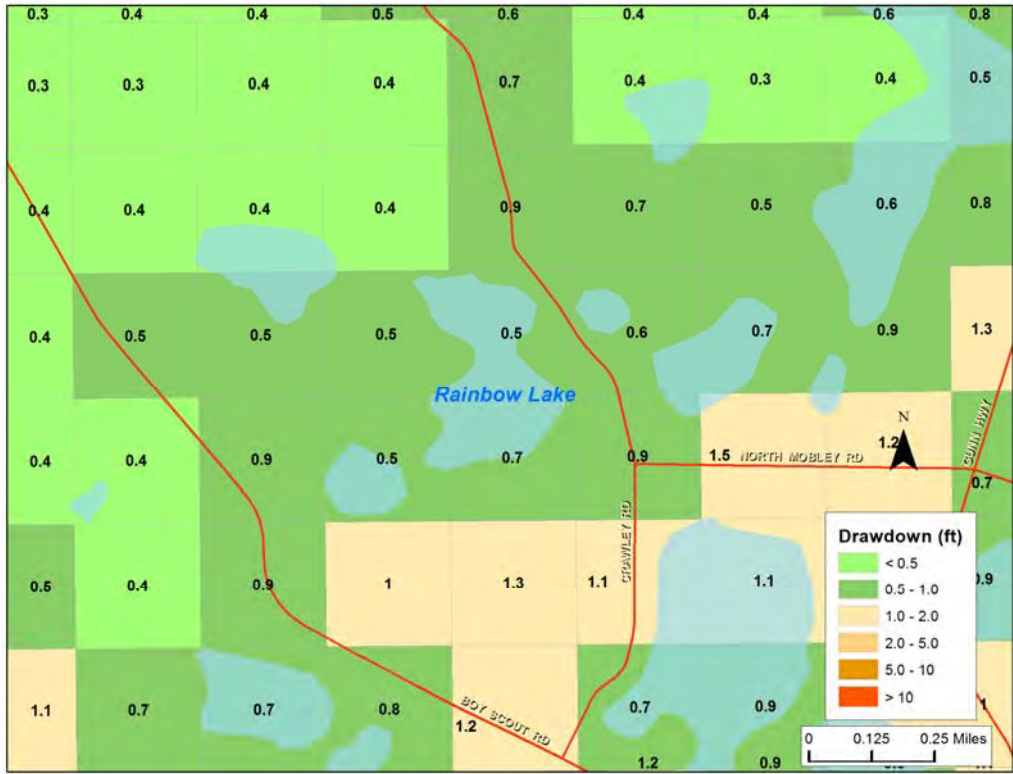 0.3 0.4 0.4 0.5 0.6 0.4 0.4 0.6 0.8
0.3 0.3 0.4 0.4 0.7 0.4 0.3 0.4 0.5
0.4 0.4 0.4 0.4 0.9 0.7 0.5 0.6 0.8
0.4 0.5 0.5 0.5 0.5 0.6 0.7 0.9 1.3
Rainbow Lake
N
0.4 0.4 0.9 0.5 0.7 0.9 1.5 1.2
NORTH MOBLEY RD
GUNN HWY
0.7
CRAWLEY RD
0.5 0.4 0.9 1 1.3 1.1 1.1 0.9
Drawdown (ft)
< 0.5
0.5 - 1.0
1.0 - 2.0
2.0 - 5.0
5.0 - 10
> 10
1.1 0.7 0.7 0.8 1.2 0.7 0.9 1
BOY SCOUT RD
1.2 0.9
0 0.125 0.25 Miles